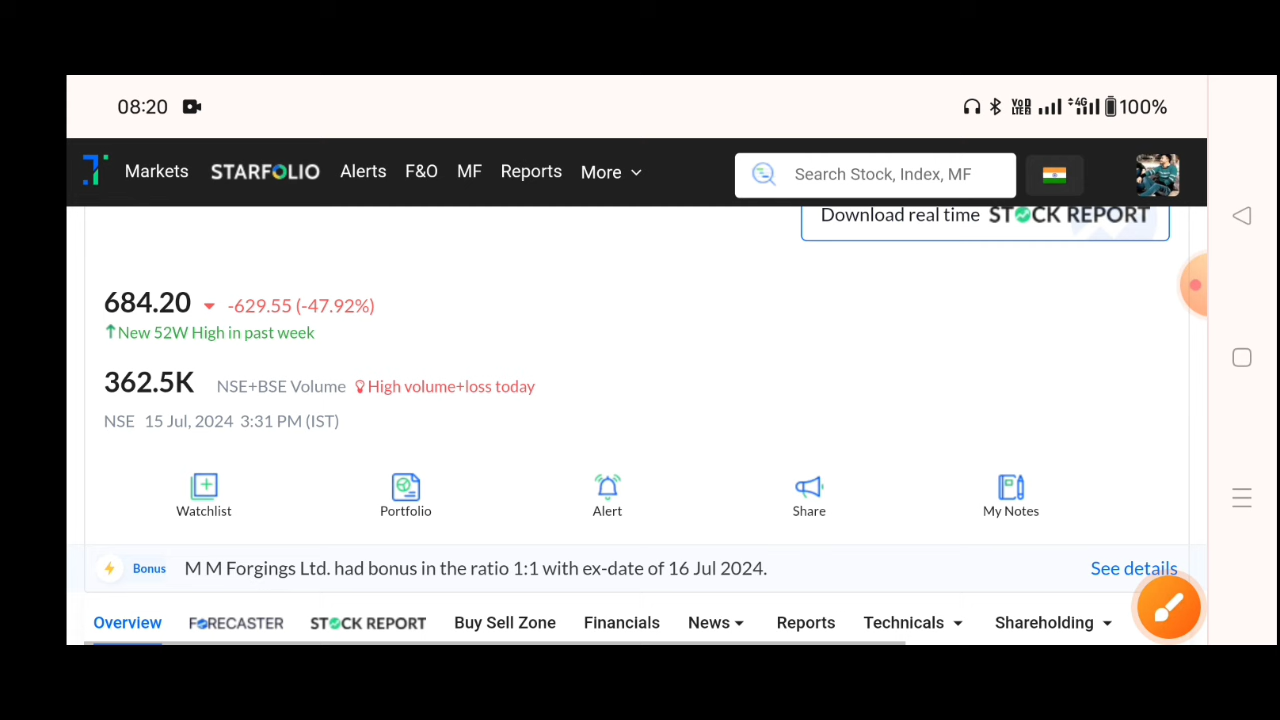 08:20 VoD LTE 4G 100%
Markets STARFOLIO Alerts F&O MF Reports More Search Stock, Index, MF
Download real time STOCK REPORT
684.20 -629.55 (-47.92%)
New 52W High in past week
362.5K NSE+BSE Volume High volume+loss today
NSE 15 Jul, 2024 3:31 PM (IST)
Watchlist Portfolio Alert Share My Notes
Bonus M M Forgings Ltd. had bonus in the ratio 1:1 with ex-date of 16 Jul 2024. See details
Overview FORECASTER STOCK REPORT Buy Sell Zone Financials News Reports Technicals Shareholding